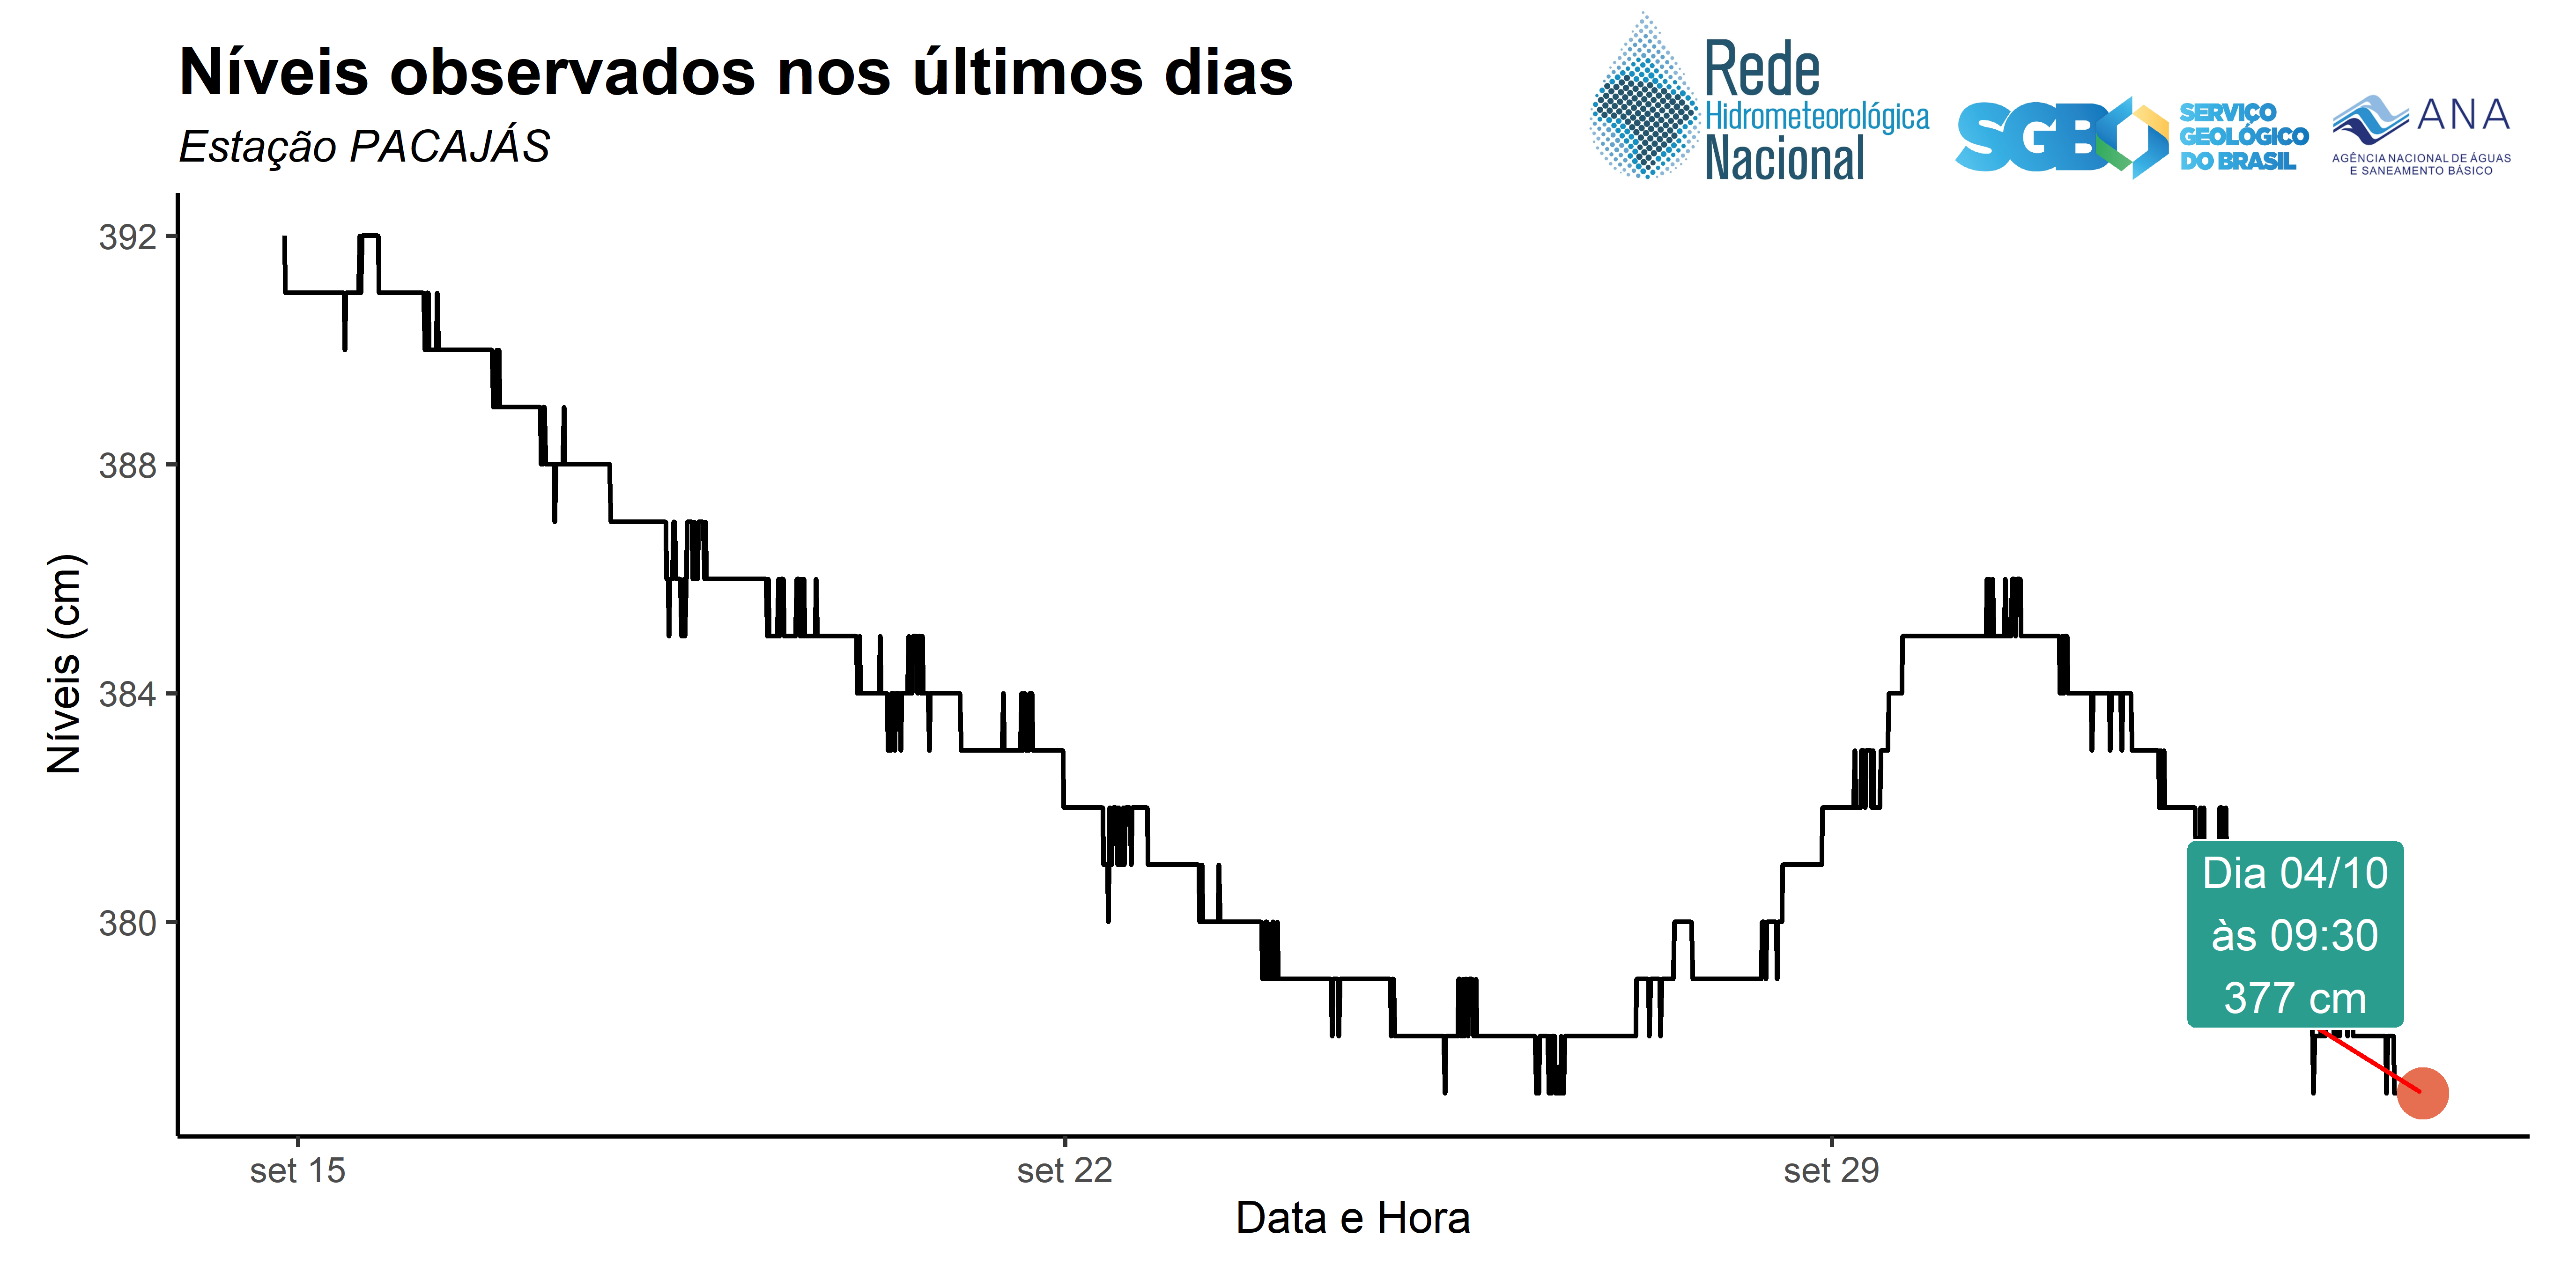 Níveis observados nos últimos dias
Estação PACAJÁS
Rede
Hidrometeorológica
Nacional
SGB
SERVIÇO
GEOLÓGICO
DO BRASIL
ANA
AGÊNCIA NACIONAL DE ÁGUAS
E SANEAMENTO BÁSICO
Níveis (cm)
392
388
384
380
Dia 04/10
às 09:30
377 cm
set 15
set 22
set 29
Data e Hora